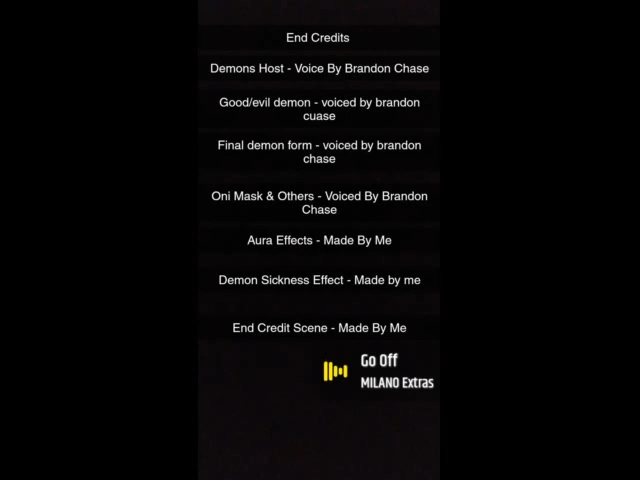 End Credits
Demons Host - Voice By Brandon Chase
Good/evil demon - voiced by brandon
cuase
Final demon form - voiced by brandon
chase
Oni Mask & Others - Voiced By Brandon
Chase
Aura Effects - Made By Me
Demon Sickness Effect - Made by me
End Credit Scene - Made By Me
Go Off
MILANO Extras